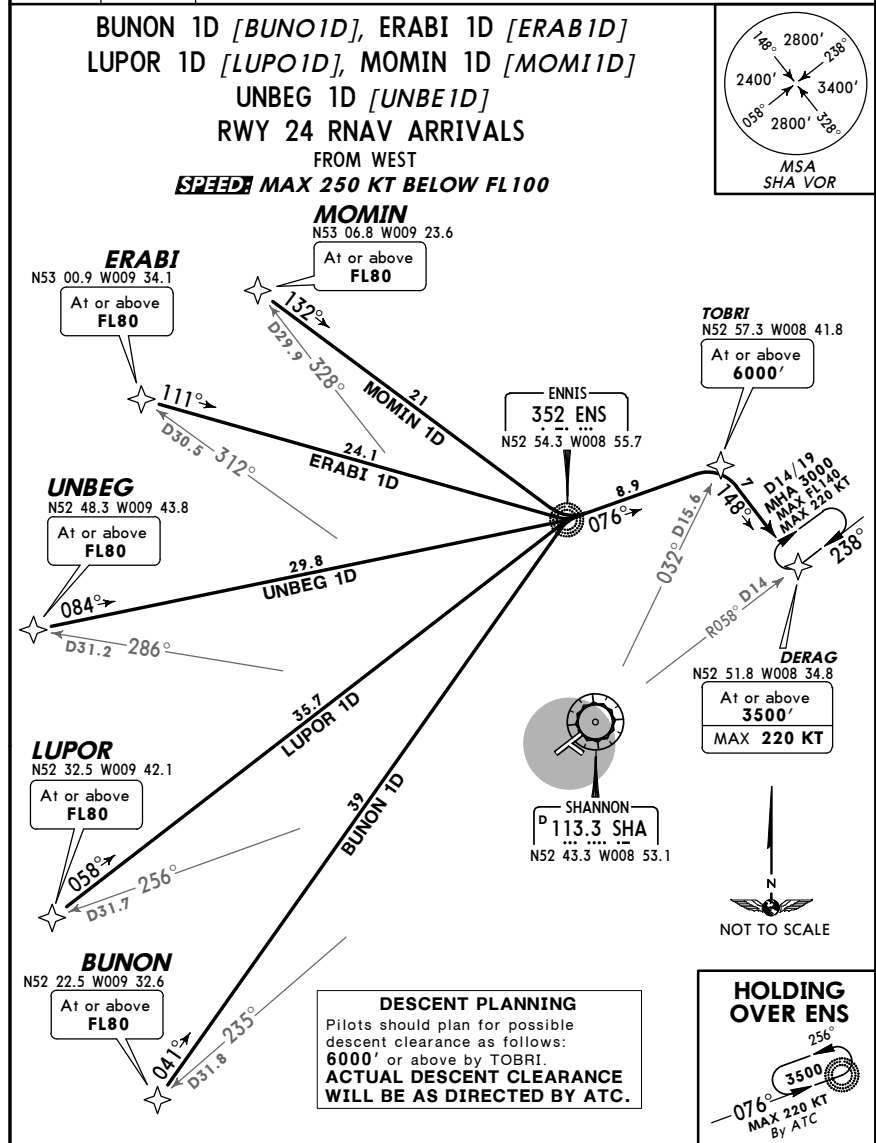 BUNON 1D [BUNO1D], ERABI 1D [ERAB1D]
LUPOR 1D [LUPO1D], MOMIN 1D [MOMI1D]
UNBEG 1D [UNBE1D]
RWY 24 RNAV ARRIVALS
FROM WEST
SPEED: MAX 250 KT BELOW FL100
148°
2800'
238°
2400'
3400'
058°
2800'
328°
MSA
SHA VOR
MOMIN
N53 06.8 W009 23.6
At or above
FL80
ERABI
N53 00.9 W009 34.1
At or above
FL80
132°
D29.9 328°
21
MOMIN 1D
111°
D30.5 312°
24.1
ERABI 1D
TOBRI
N52 57.3 W008 41.8
At or above
6000'
ENNIS
352 ENS
N52 54.3 W008 55.7
8.9
076°
7
148°
D14/19
MHA 3000
MAX FL140
MAX 220 KT
238°
032° D15.6
R058° D14
UNBEG
N52 48.3 W009 43.8
At or above
FL80
084°
D31.2 286°
29.8
UNBEG 1D
DERAG
N52 51.8 W008 34.8
At or above
3500'
MAX 220 KT
35.7
LUPOR 1D
LUPOR
N52 32.5 W009 42.1
At or above
FL80
058°
D31.7 256°
39
BUNON 1D
SHANNON
D 113.3 SHA
N52 43.3 W008 53.1
N
NOT TO SCALE
BUNON
N52 22.5 W009 32.6
At or above
FL80
041°
D31.8 235°
DESCENT PLANNING
Pilots should plan for possible
descent clearance as follows:
6000' or above by TOBRI.
ACTUAL DESCENT CLEARANCE
WILL BE AS DIRECTED BY ATC.
HOLDING
OVER ENS
256°
3500
076°
MAX 220 KT
By ATC